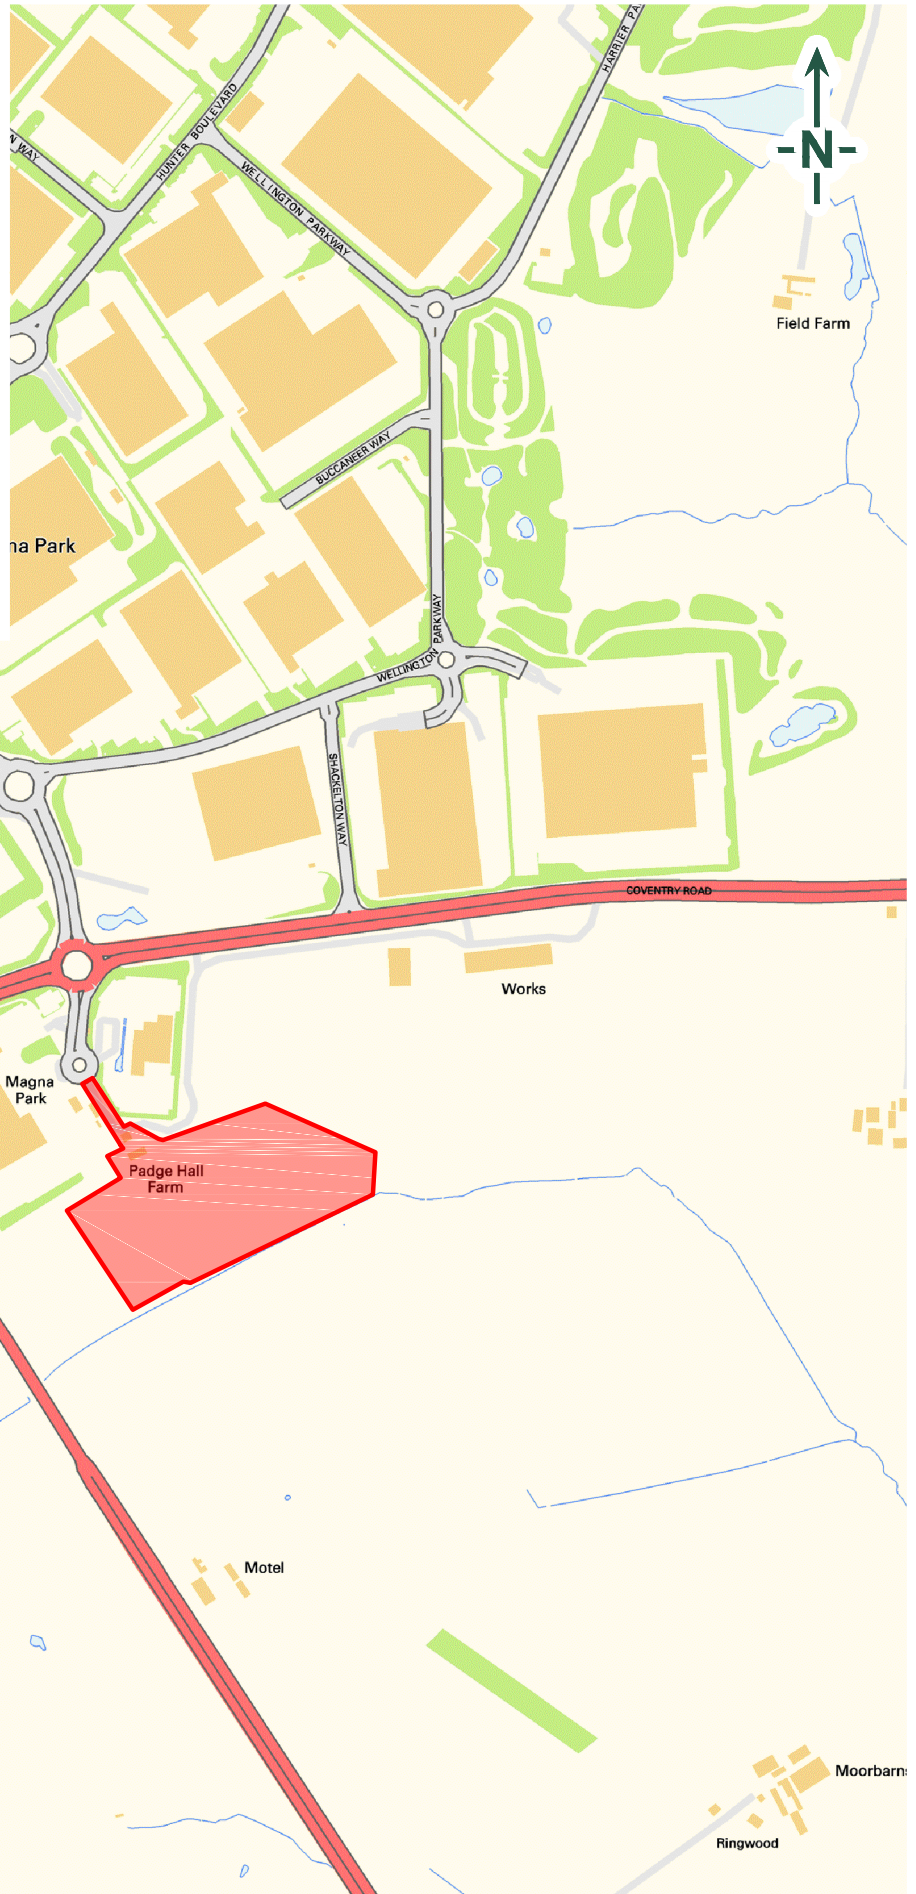 HARRIER PA
HUNTER BOULEVARD
N WAY
N
WELLINGTON PARKWAY
Field Farm
BUCCANEER WAY
na Park
WELLINGTON PARKWAY
SHACKELTON WAY
COVENTRY ROAD
Works
Magna
Park
Padge Hall
Farm
Motel
Moorbarns
Ringwood